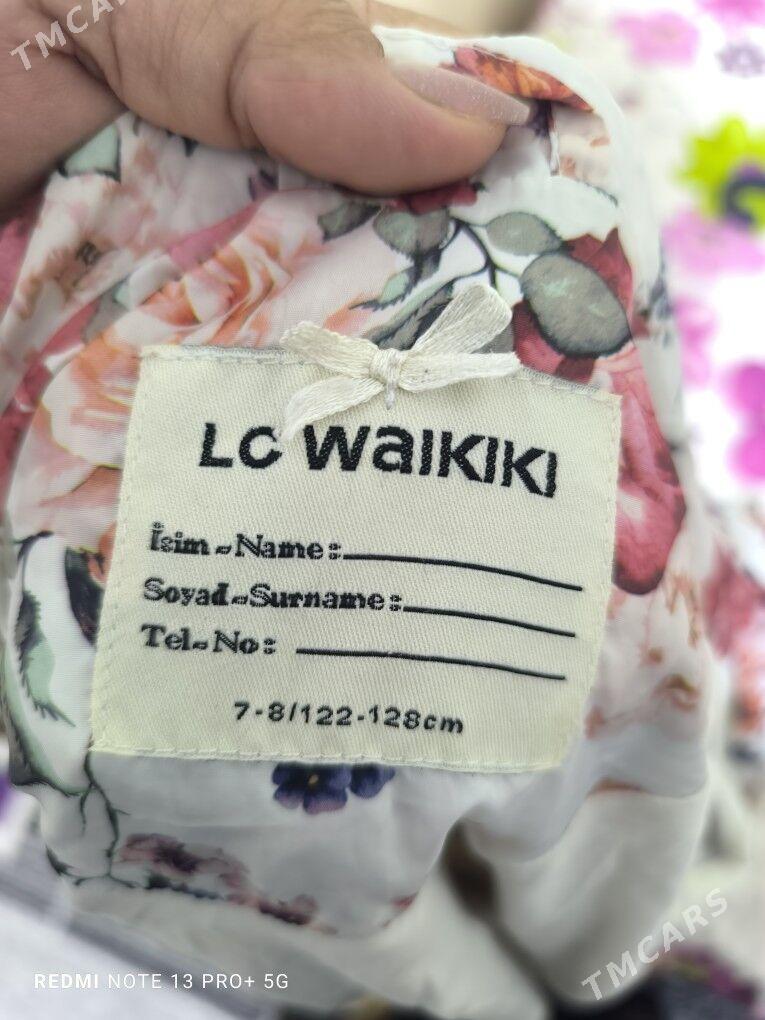 TMCARS
LC WAIKIKI
İsim-Name:
Soyad-Surname:
Tel-No:
7-8/122-128cm
TMCARS
REDMI NOTE 13 PRO+ 5G